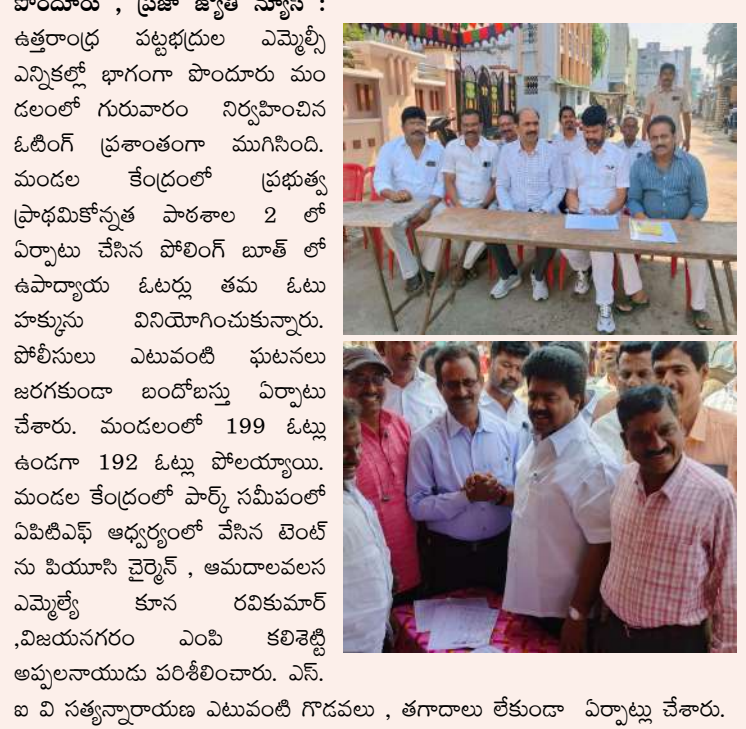 పొందూరు , ప్రజా జ్యోతి న్యూస్ :
ఉత్తరాంధ్ర పట్టభద్రుల ఎమ్మెల్సీ
ఎన్నికల్లో భాగంగా పొందూరు మం
డలంలో గురువారం నిర్వహించిన
ఓటింగ్ ప్రశాంతంగా ముగిసింది.
మండల కేంద్రంలో ప్రభుత్వ
ప్రాథమికోన్నత పాఠశాల 2 లో
ఏర్పాటు చేసిన పోలింగ్ బూత్ లో
ఉపాద్యాయ ఓటర్లు తమ ఓటు
హక్కును వినియోగించుకున్నారు.
పోలీసులు ఎటువంటి ఘటనలు
జరగకుండా బందోబస్తు ఏర్పాటు
చేశారు. మండలంలో 199 ఓట్లు
ఉండగా 192 ఓట్లు పోలయ్యాయి.
మండల కేంద్రంలో పార్క్ సమీపంలో
ఏపిటిఎఫ్ ఆధ్వర్యంలో వేసిన టెంట్
ను పియూసి చైర్మెన్ , ఆమదాలవలస
ఎమ్మెల్యే కూన రవికుమార్
,విజయనగరం ఎంపి కలిశెట్టి
అప్పలనాయుడు పరిశీలించారు. ఎస్.
ఐ వి సత్యన్నారాయణ ఎటువంటి గొడవలు , తగాదాలు లేకుండా ఏర్పాట్లు చేశారు.